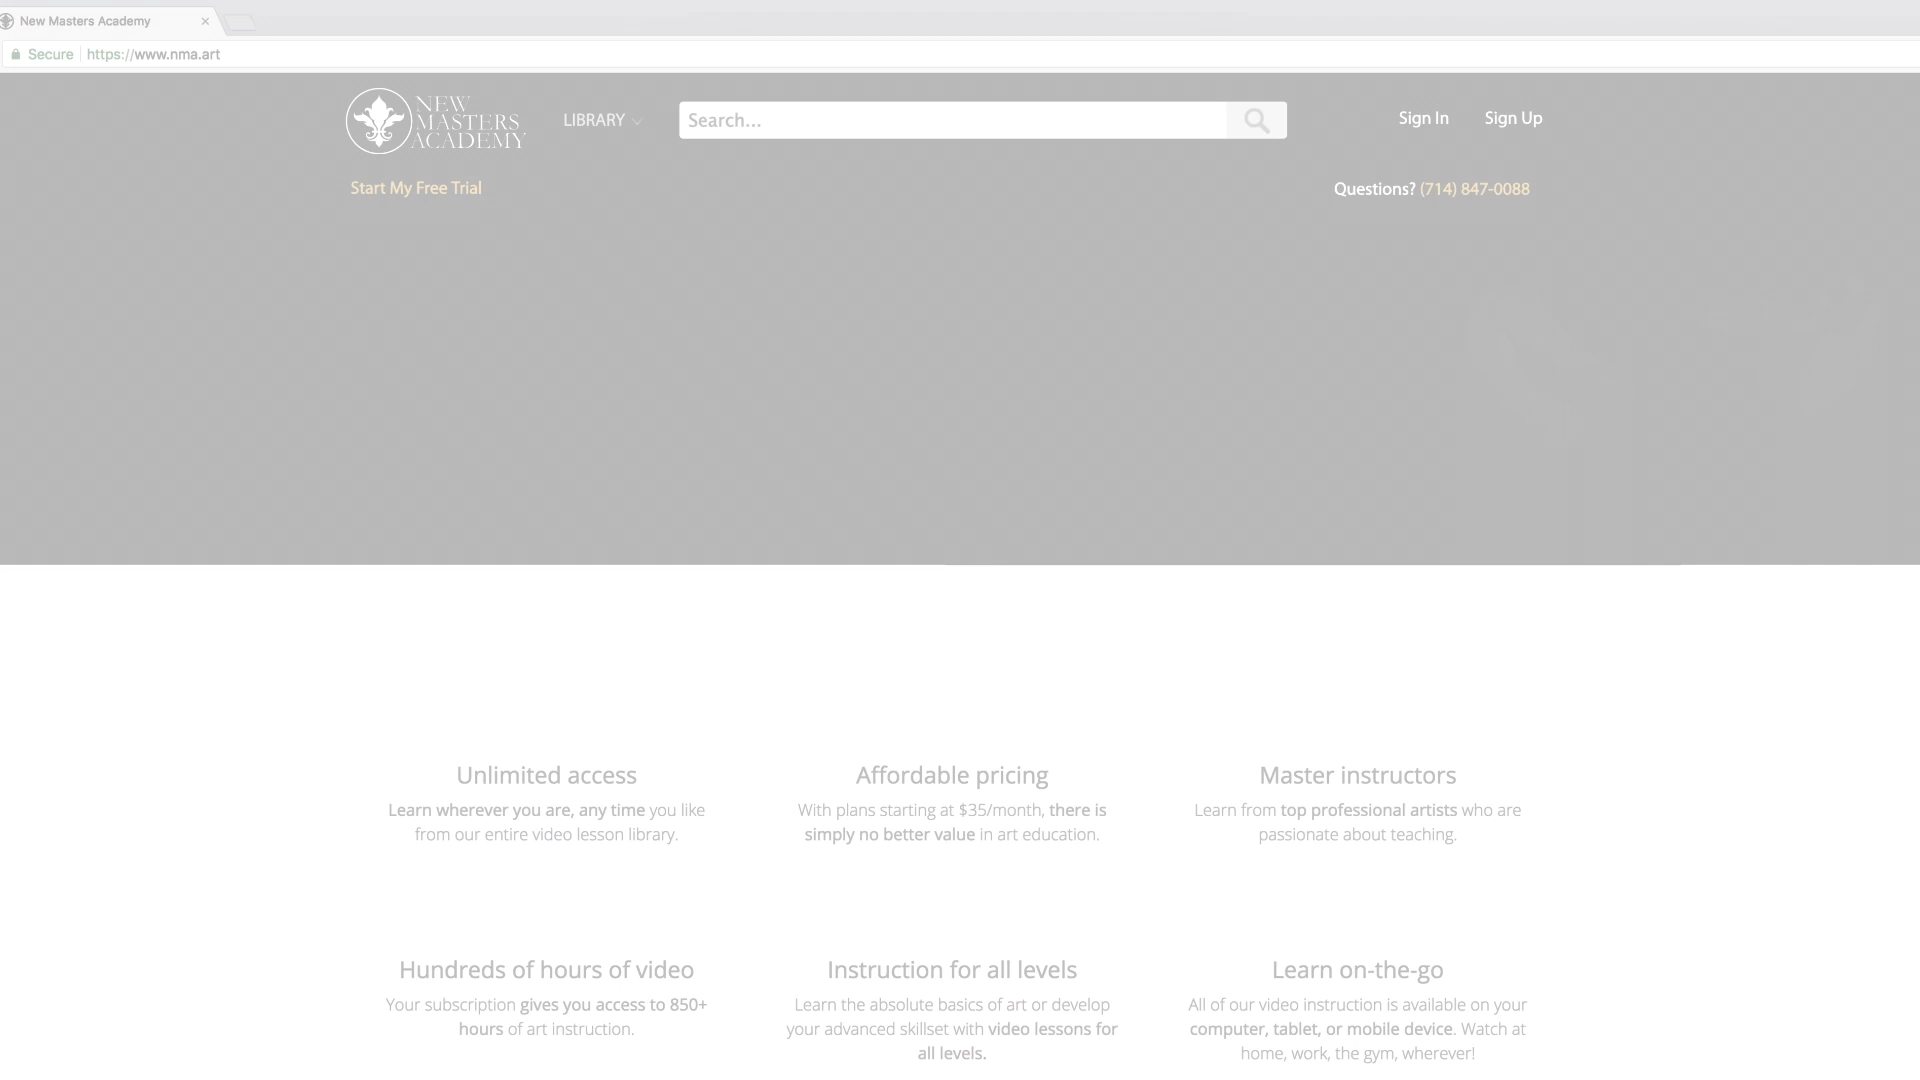 New Masters Academy
Secure https://www.nma.art
NEW
MASTERS
ACADEMY
LIBRARY
Search...
Sign In
Sign Up
Start My Free Trial
Questions? (714) 847-0088
Unlimited access
Learn wherever you are, any time you like
from our entire video lesson library.
Affordable pricing
With plans starting at $35/month, there is
simply no better value in art education.
Master instructors
Learn from top professional artists who are
passionate about teaching.
Hundreds of hours of video
Your subscription gives you access to 850+
hours of art instruction.
Instruction for all levels
Learn the absolute basics of art or develop
your advanced skillset with video lessons for
all levels.
Learn on-the-go
All of our video instruction is available on your
computer, tablet, or mobile device. Watch at
home, work, the gym, wherever!